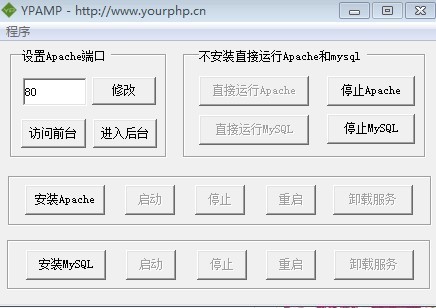 YPAMP - http://www.yourphp.cn
程序
设置Apache端口
不安装直接运行Apache和mysql
80
修改
直接运行Apache
停止Apache
访问前台
进入后台
直接运行MySQL
停止MySQL
安装Apache
启动
停止
重启
卸载服务
安装MySQL
启动
停止
重启
卸载服务